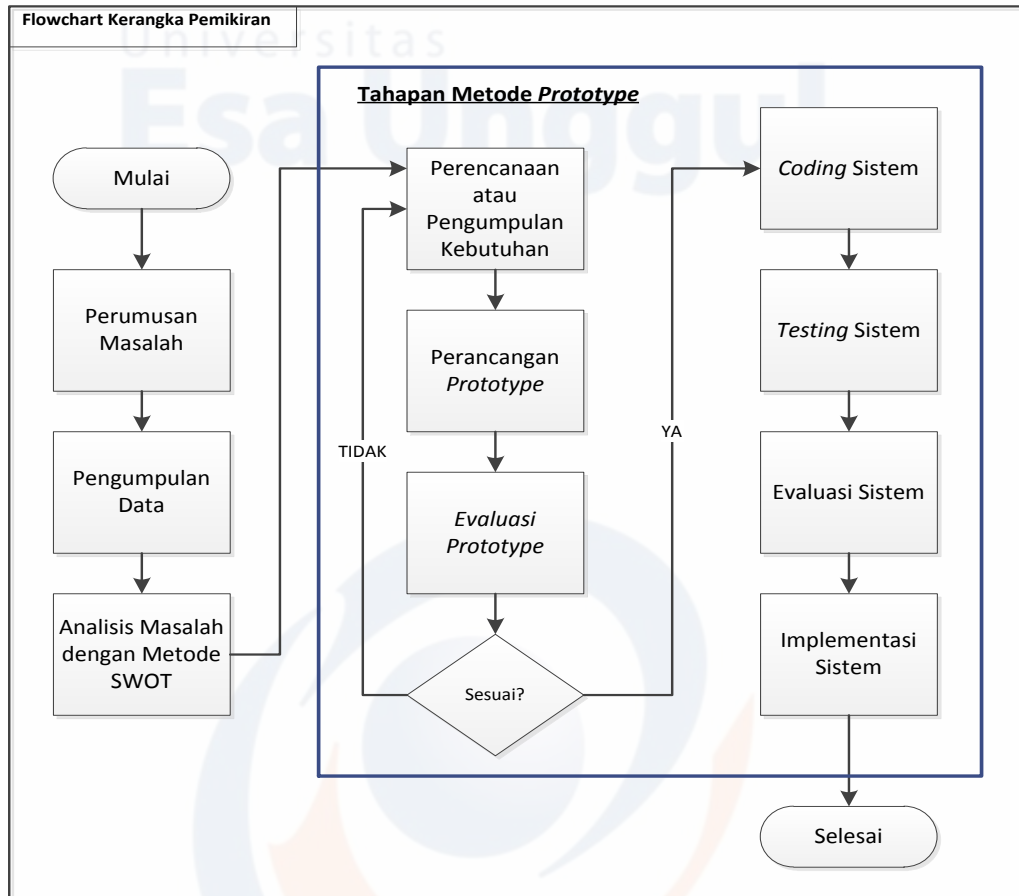 Flowchart Kerangka Pemikiran
Universitas
Esa Unggul
Tahapan Metode Prototype
Mulai
Perumusan
Masalah
Pengumpulan
Data
Analisis Masalah
dengan Metode
SWOT
Perencanaan
atau
Pengumpulan
Kebutuhan
Perancangan
Prototype
Evaluasi
Prototype
Sesuai?
TIDAK
YA
Coding Sistem
Testing Sistem
Evaluasi Sistem
Implementasi
Sistem
Selesai